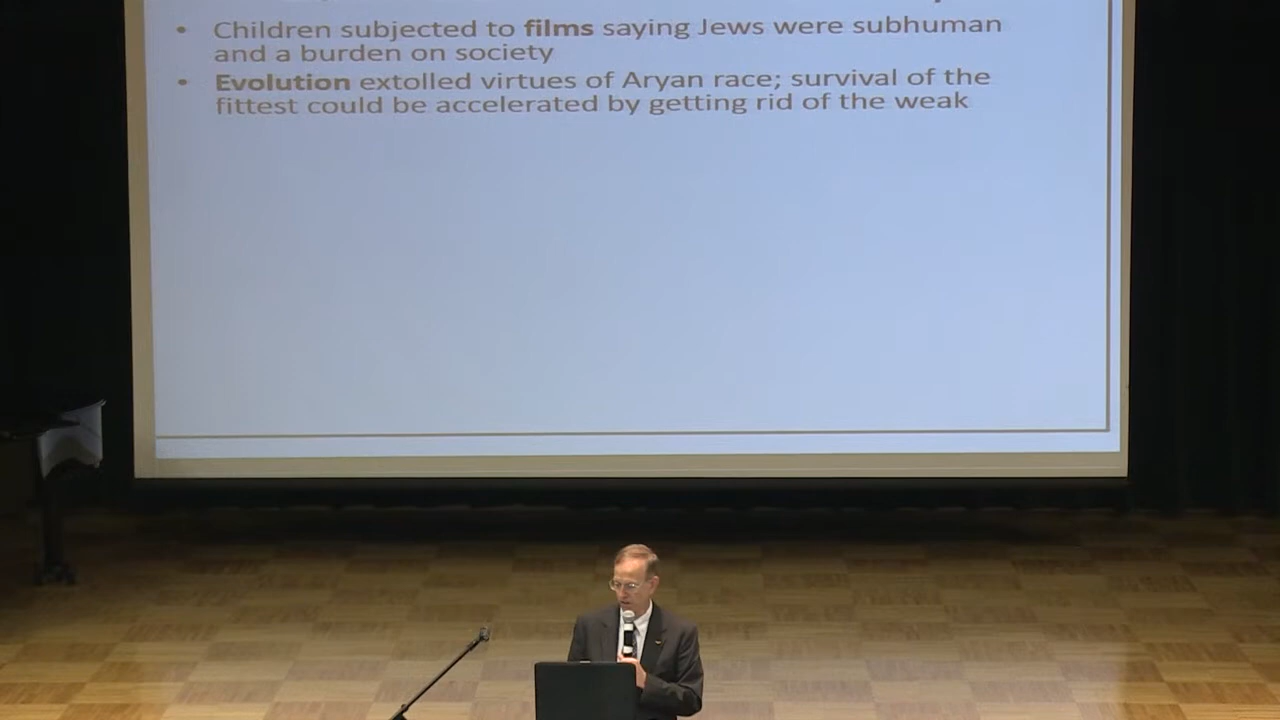 • Children subjected to films saying Jews were subhuman
and a burden on society
• Evolution extolled virtues of Aryan race; survival of the
fittest could be accelerated by getting rid of the weak